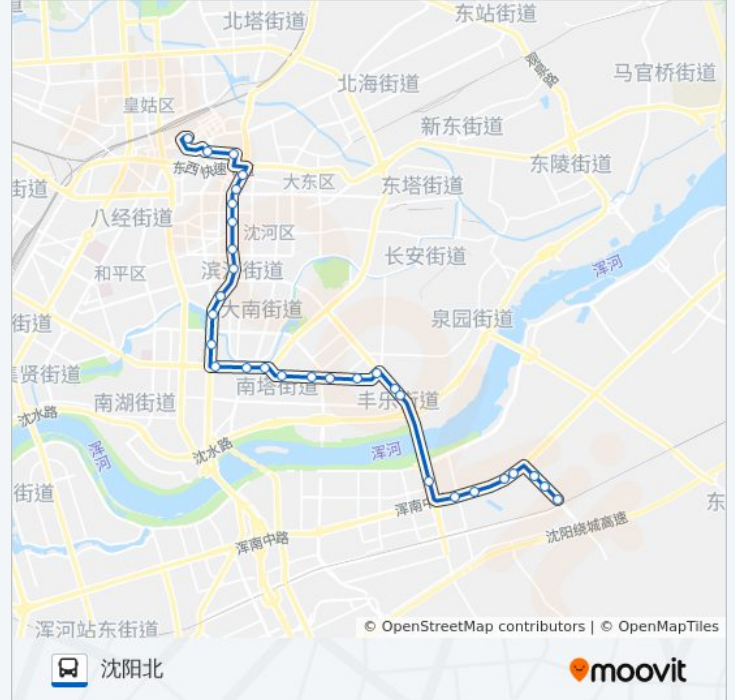 北塔街道
东站街道
北海街道
观泉路
马官桥街道
皇姑区
新东街道
东陵街道
东西快速
大东区
东塔街道
街道
八经街道
沈河区
长安街道
和平区
滨河街道
浑河
大南街道
泉园街道
街道
集贤街道
南塔街道
丰乐街道
南湖街道
沈水路
沈水路
浑河
浑河
街道
浑南中
东
沈阳绕城高速
浑南中路
浑河站东街道
© OpenStreetMap contributors | © OpenMapTiles
沈阳北
moovit